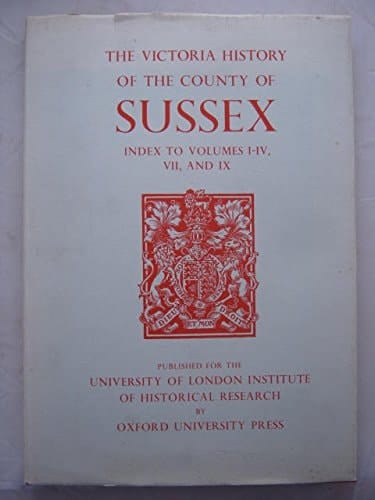 THE VICTORIA HISTORY
OF THE COUNTY OF
SUSSEX
INDEX TO VOLUMES I-IV,
VII, AND IX
DIEU
ET MON
DROIT
PUBLISHED FOR THE
UNIVERSITY OF LONDON INSTITUTE
OF HISTORICAL RESEARCH
BY
OXFORD UNIVERSITY PRESS